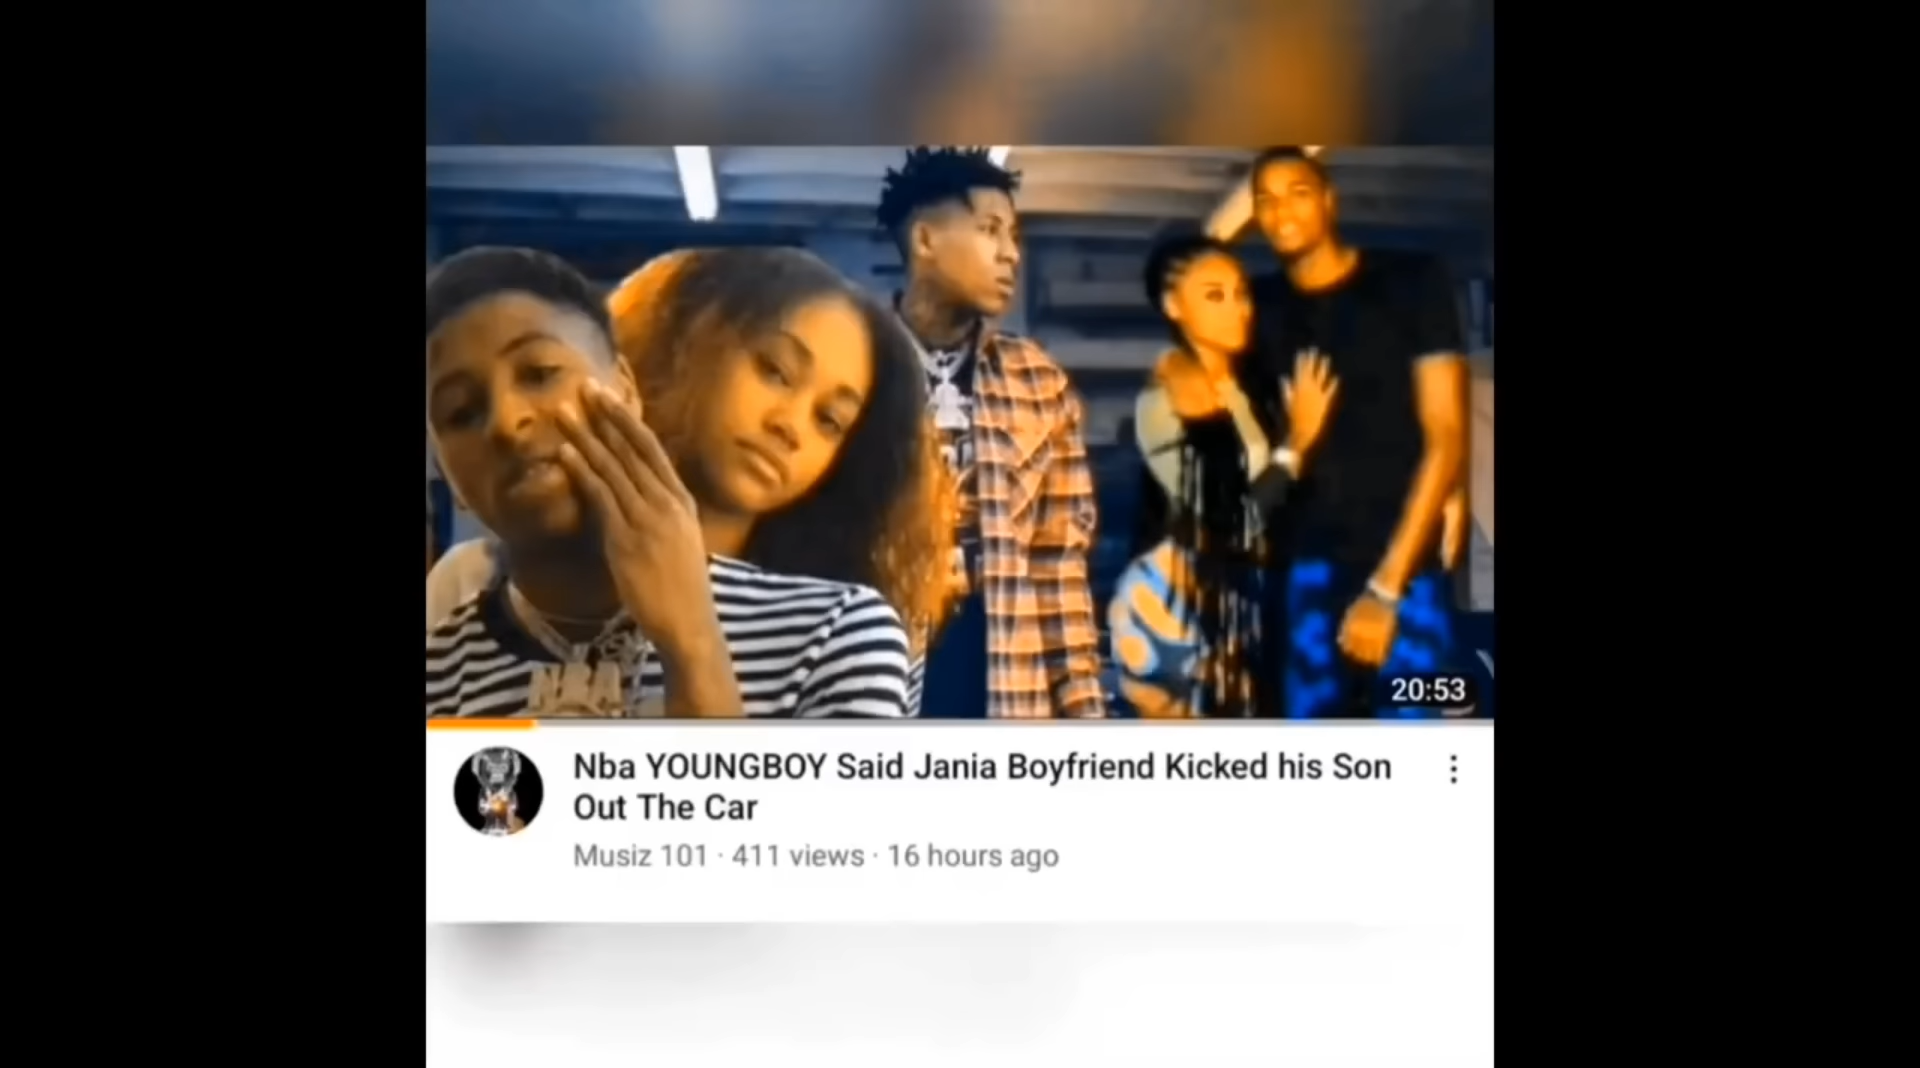 NBA
20:53
Nba YOUNGBOY Said Jania Boyfriend Kicked his Son
Out The Car
Musiz 101 · 411 views · 16 hours ago